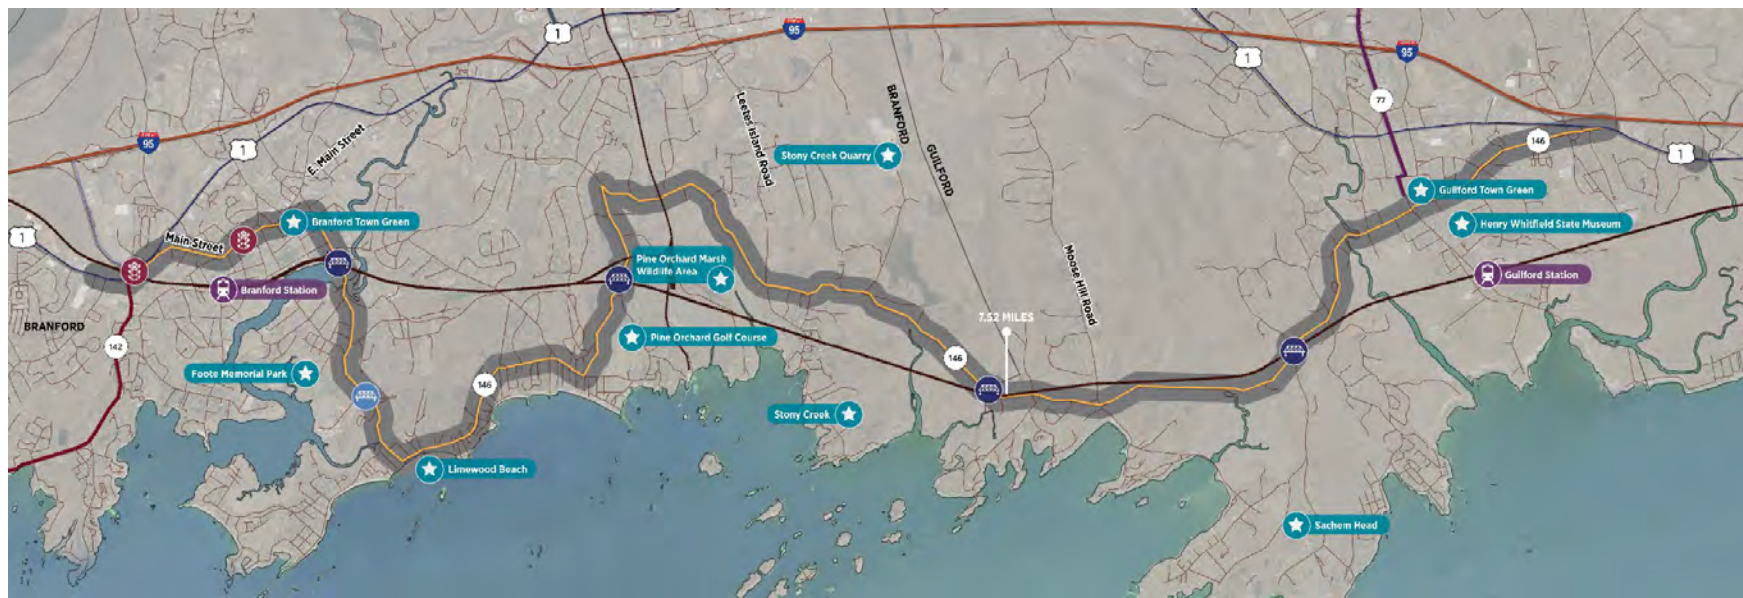 1
95
1
95
77
95
1
E. Main Street
Leetes Island Road
Stony Creek Quarry
BRANFORD
GUILFORD
146
1
Guilford Town Green
Branford Town Green
Henry Whitfield State Museum
1
Main Street
Pine Orchard Marsh
Wildlife Area
Moose Hill Road
Guilford Station
Branford Station
BRANFORD
7.52 MILES
142
Pine Orchard Golf Course
146
Foote Memorial Park
146
Stony Creek
Limewood Beach
Sachem Head